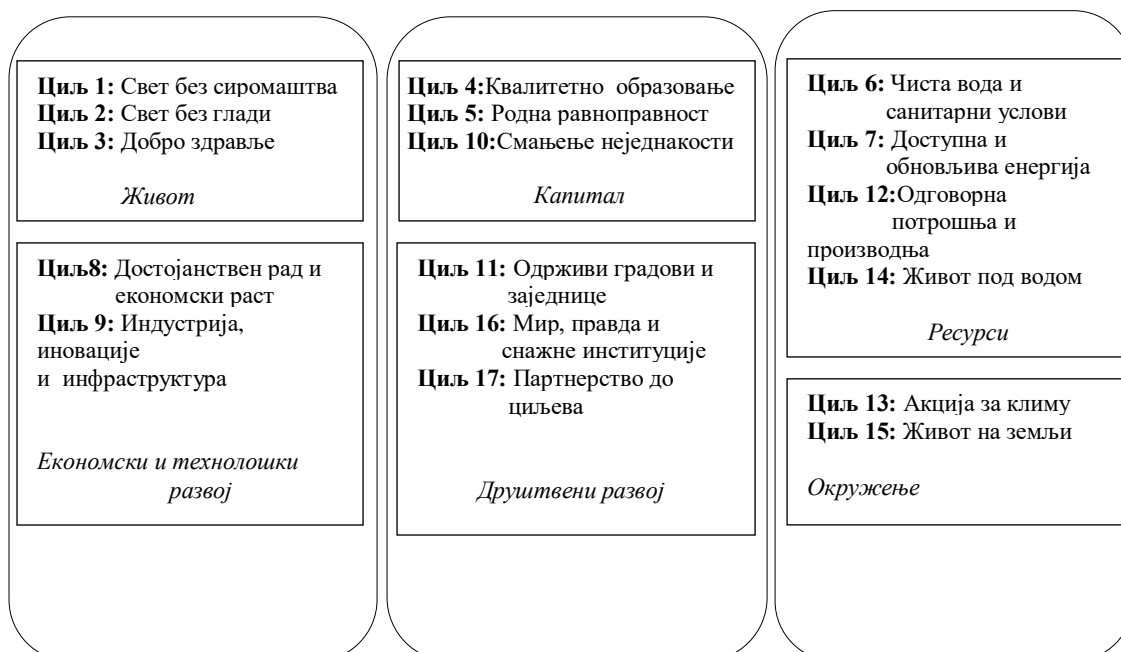 Циљ 1: Свет без сиромаштва
Циљ 2: Свет без глади
Циљ 3: Добро здравље
Живот
Циљ8: Достојанствен рад и
економски раст
Циљ 9: Индустрија,
иновације
и инфраструктура
Економски и технолошки
развој
Циљ 4:Квалитетно образовање
Циљ 5: Родна равноправност
Циљ 10:Смањење неједнакости
Капитал
Циљ 11: Одрживи градови и
заједнице
Циљ 16: Мир, правда и
снажне институције
Циљ 17: Партнерство до
циљева
Друштвени развој
Циљ 6: Чиста вода и
санитарни услови
Циљ 7: Доступна и
обновљива енергија
Циљ 12:Одговорна
потрошња и
производња
Циљ 14: Живот под водом
Ресурси
Циљ 13: Акција за климу
Циљ 15: Живот на земљи
Окружење